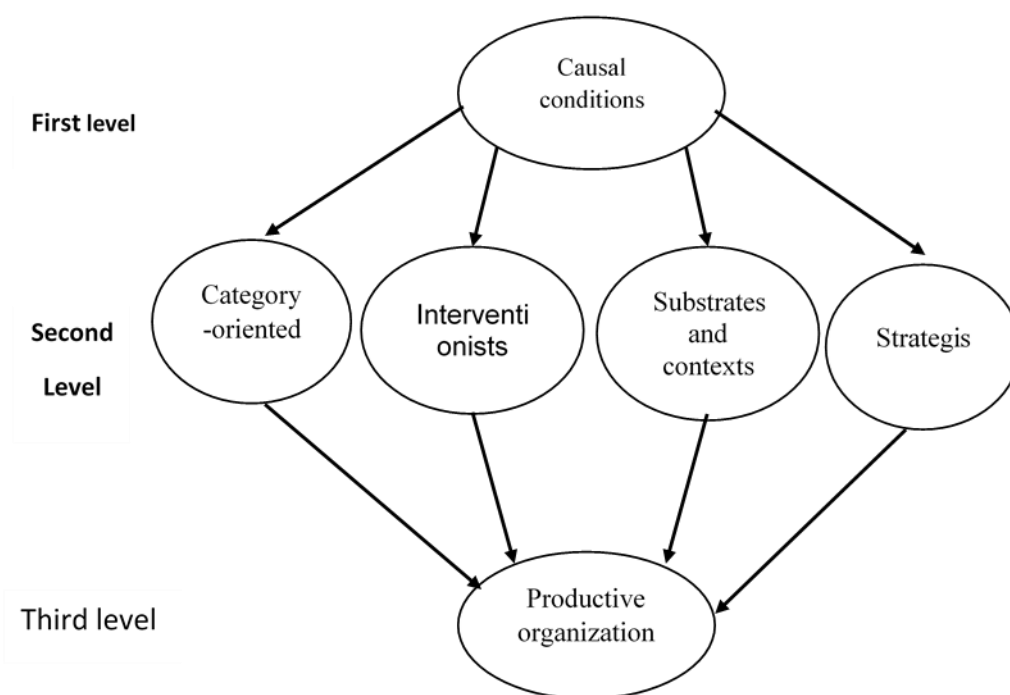 Causal
conditions
First level
Category
-oriented
Interventi
onists
Substrates
and
contexts
Strategis
Second
Level
Productive
organization
Third level